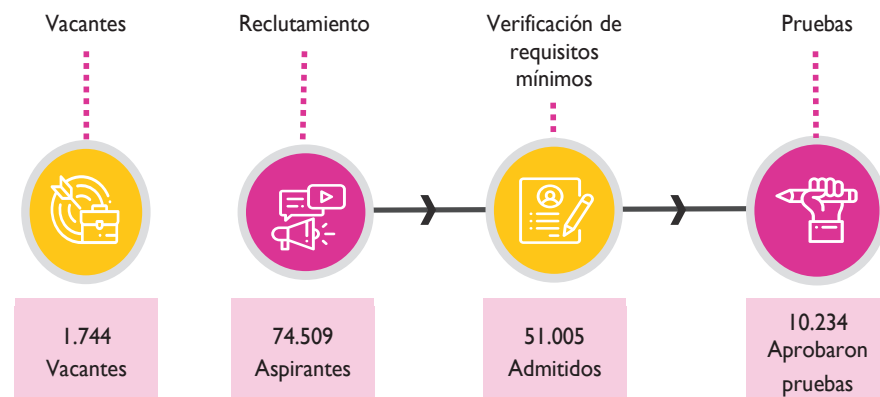 Vacantes
Reclutamiento
Verificación de
requisitos
mínimos
Pruebas
1.744
Vacantes
74.509
Aspirantes
51.005
Admitidos
10.234
Aprobaron
pruebas